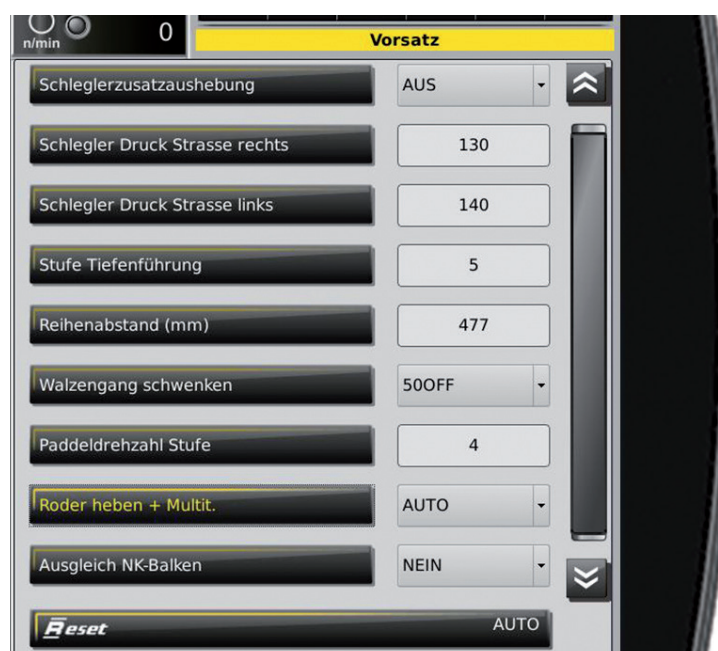 n/min 0
Vorsatz
Schleglerzusatzaushebung AUS
Schlegler Druck Strasse rechts 130
Schlegler Druck Strasse links 140
Stufe Tiefenführung 5
Reihenabstand (mm) 477
Walzengang schwenken 50OFF
Paddeldrehzahl Stufe 4
Roder heben + Multit. AUTO
Ausgleich NK-Balken NEIN
Reset AUTO